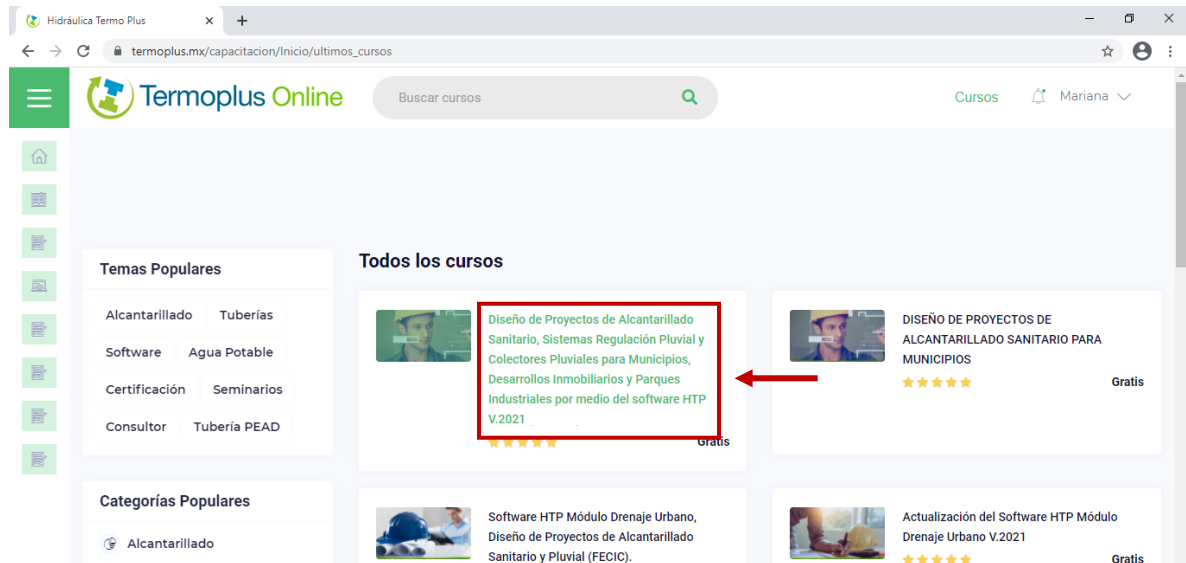 Hidráulica Termo Plus
termoplus.mx/capacitacion/Inicio/ultimos_cursos
Termoplus Online
Buscar cursos
Cursos
Mariana
Temas Populares
Alcantarillado Tuberías
Software Agua Potable
Certificación Seminarios
Consultor Tubería PEAD
Categorías Populares
Alcantarillado
Todos los cursos
Diseño de Proyectos de Alcantarillado
Sanitario, Sistemas Regulación Pluvial y
Colectores Pluviales para Municipios,
Desarrollos Inmobiliarios y Parques
Industriales por medio del software HTP
V.2021
Gratis
DISEÑO DE PROYECTOS DE
ALCANTARILLADO SANITARIO PARA
MUNICIPIOS
Gratis
Software HTP Módulo Drenaje Urbano,
Diseño de Proyectos de Alcantarillado
Sanitario y Pluvial (FECIC).
Actualización del Software HTP Módulo
Drenaje Urbano V.2021
Gratis